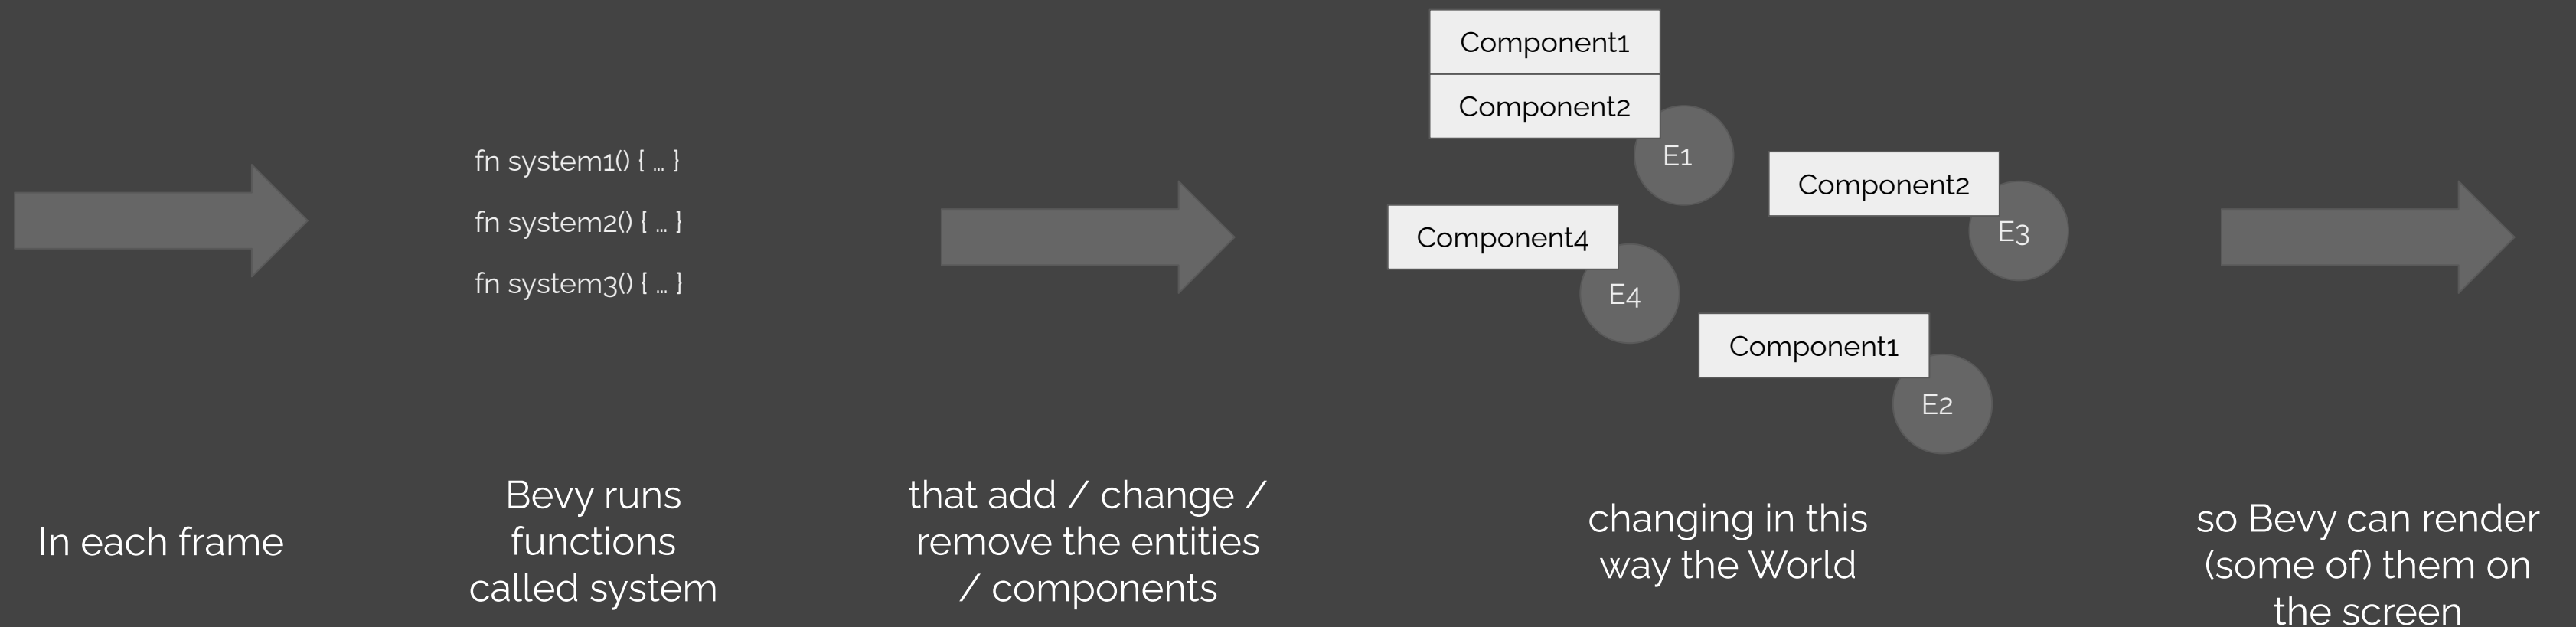 fn system1() { ... }
fn system2() { ... }
fn system3() { ... }
Component1
Component2
E1
Component2
E3
Component4
E4
Component1
E2
In each frame
Bevy runs
functions
called system
that add / change /
remove the entities
/ components
changing in this
way the World
so Bevy can render
(some of) them on
the screen